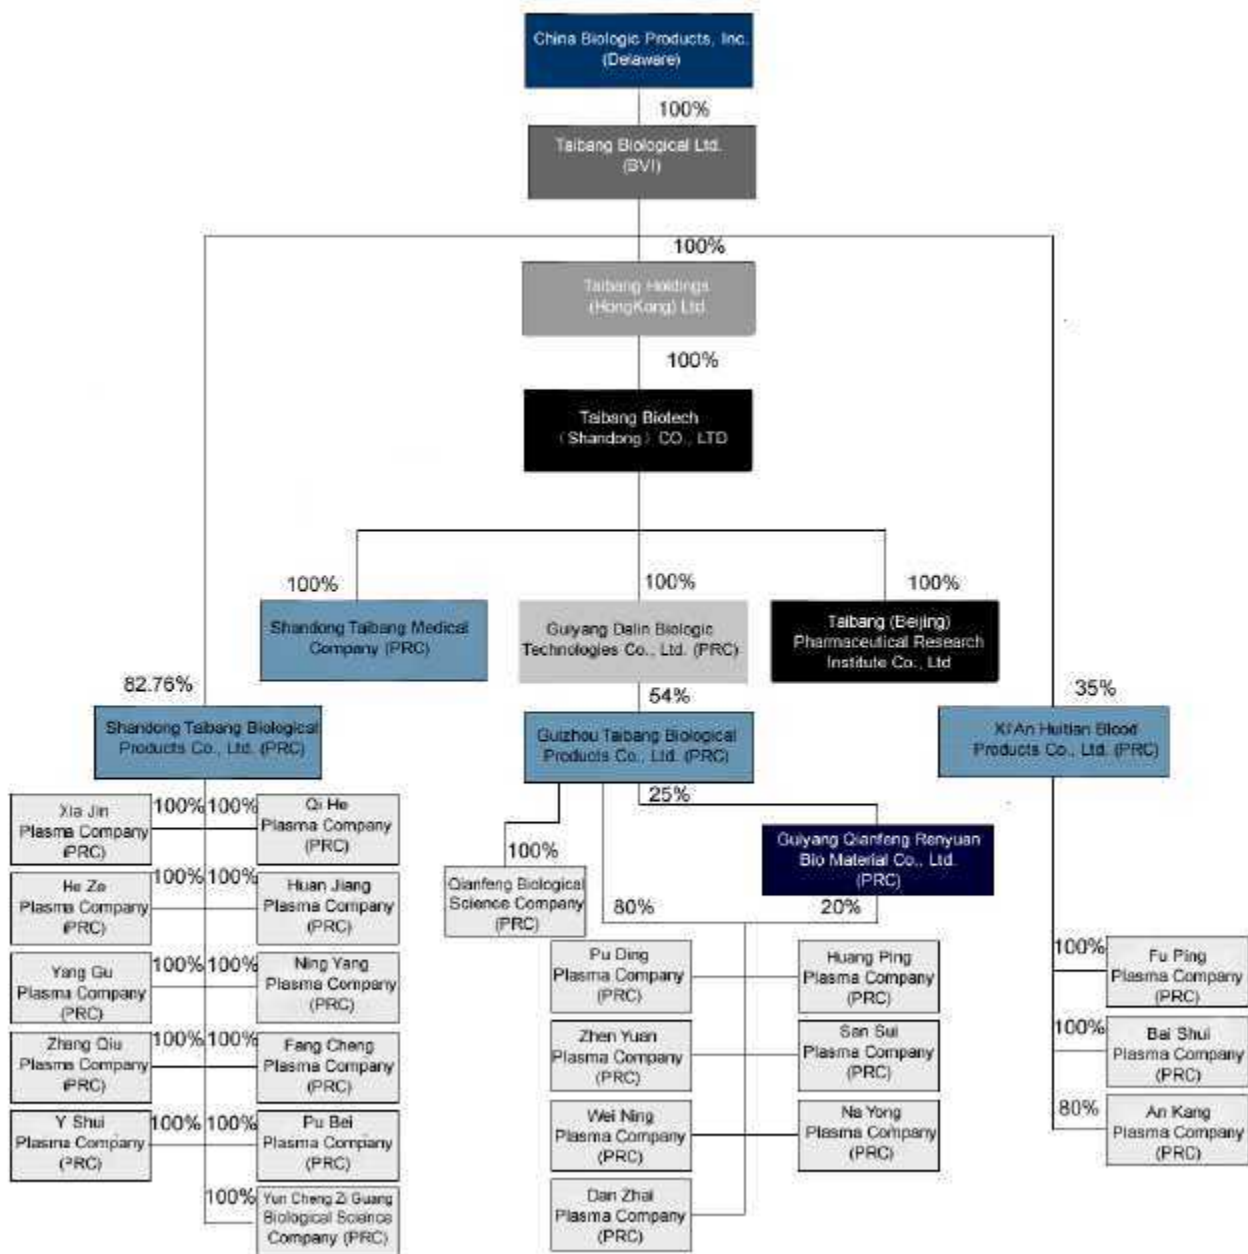 China Biologic Products, Inc.
(Delaware)
100%
Taibang Biological Ltd.
(BVI)
100%
Taibang Holdings
(HongKong) Ltd.
100%
Taibang Biotech
（Shandong）CO., LTD
100%
100%
100%
Shandong Taibang Medical
Company (PRC)
Guiyang Dalin Biologic
Technologies Co., Ltd. (PRC)
Taibang (Beijing)
Pharmaceutical Research
Institute Co., Ltd
82.76%
54%
35%
Shandong Taibang Biological
Products Co., Ltd. (PRC)
Guizhou Taibang Biological
Products Co., Ltd. (PRC)
Xi'An Huitian Blood
Products Co., Ltd. (PRC)
Xia Jin
Plasma Company
(PRC)
100%
100%
Qi He
Plasma Company
(PRC)
He Ze
Plasma Company
(PRC)
100%
100%
Huan Jiang
Plasma Company
(PRC)
Yang Gu
Plasma Company
(PRC)
100%
100%
Ning Yang
Plasma Company
(PRC)
Zhang Qiu
Plasma Company
(PRC)
100%
100%
Fang Cheng
Plasma Company
(PRC)
Y Shui
Plasma Company
(PRC)
100%
100%
Pu Bei
Plasma Company
(PRC)
100%
Yun Cheng Zi Guang
Biological Science
Company (PRC)
25%
100%
Qianfeng Biological
Science Company
(PRC)
Guiyang Qianfeng Renyuan
Bio Material Co., Ltd.
(PRC)
80%
20%
Pu Ding
Plasma Company
(PRC)
Huang Ping
Plasma Company
(PRC)
Zhen Yuan
Plasma Company
(PRC)
San Sui
Plasma Company
(PRC)
Wei Ning
Plasma Company
(PRC)
Na Yong
Plasma Company
(PRC)
Dan Zhai
Plasma Company
(PRC)
100%
Fu Ping
Plasma Company
(PRC)
100%
Bai Shui
Plasma Company
(PRC)
80%
An Kang
Plasma Company
(PRC)